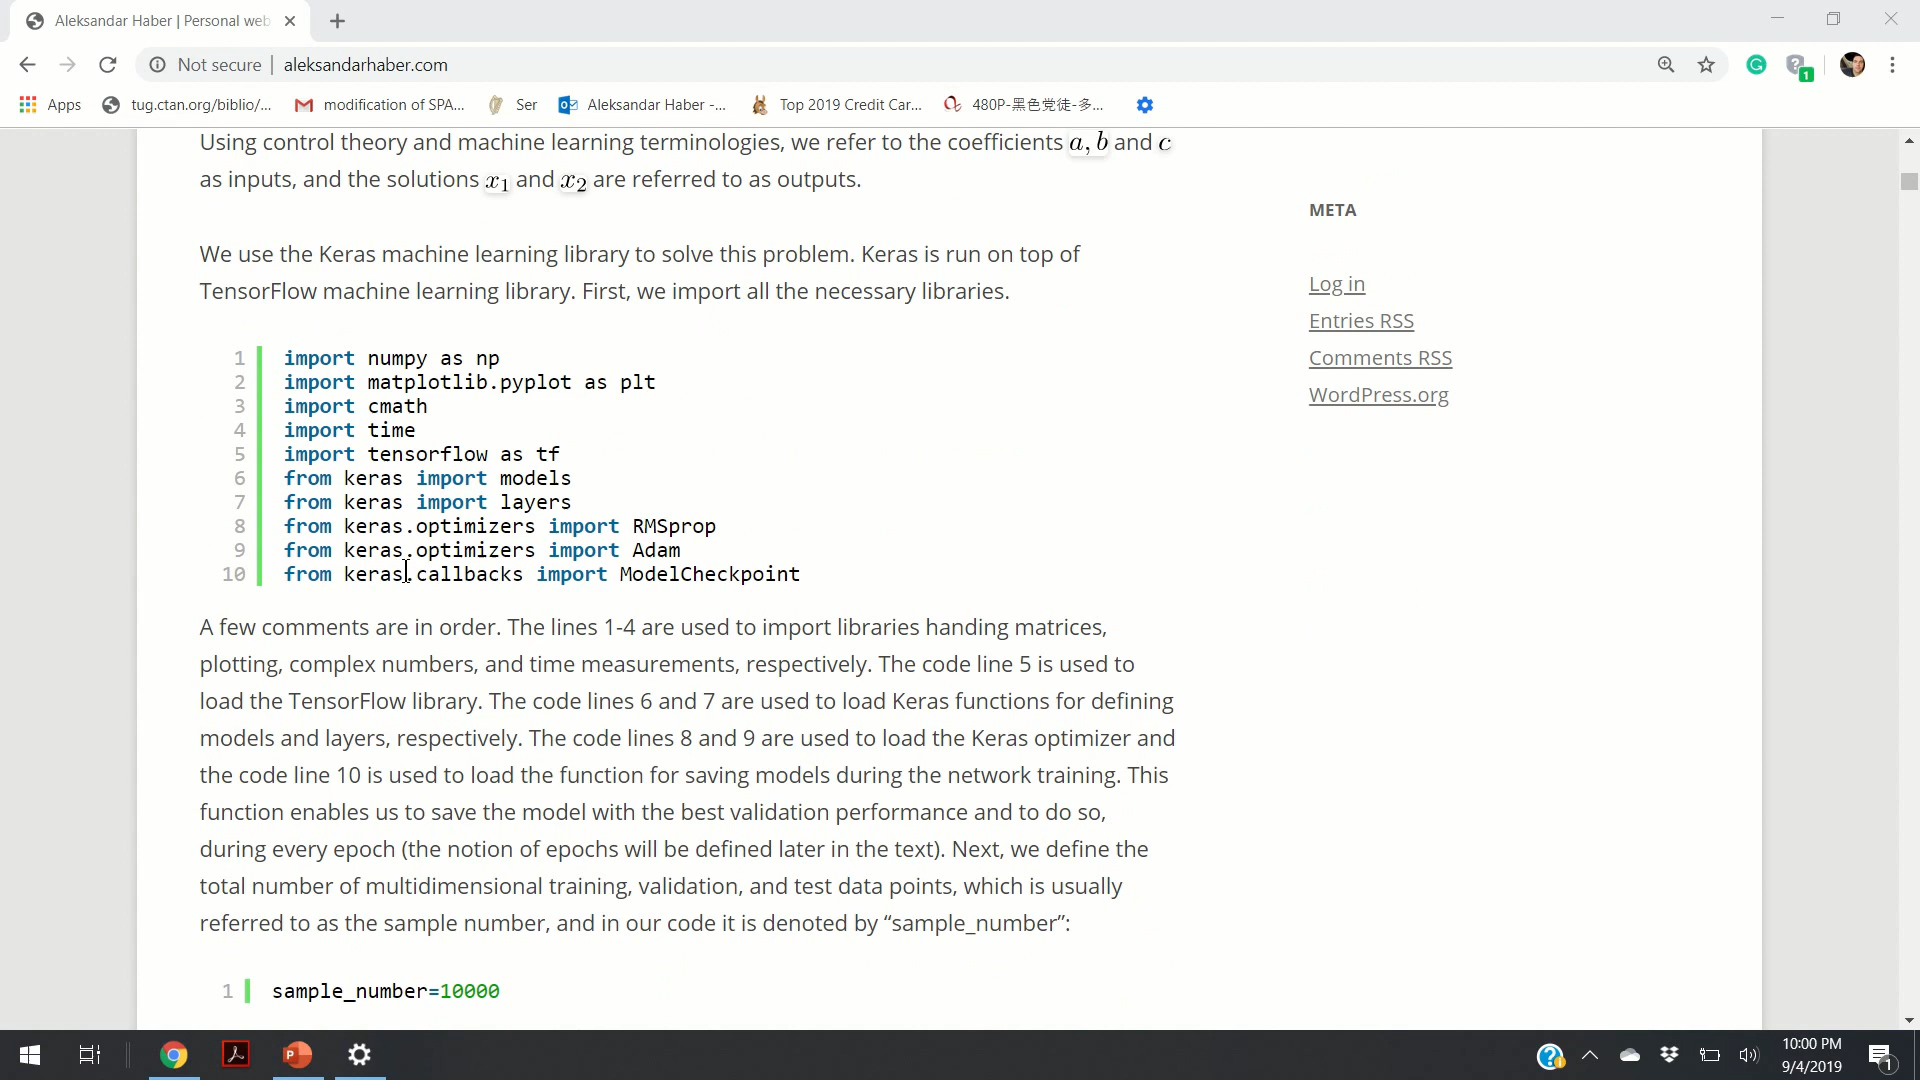 Aleksandar Haber | Personal web
Not secure | aleksandarhaber.com
Apps tug.ctan.org/biblio/... modification of SPA... Ser Aleksandar Haber -... Top 2019 Credit Car... 480P-黑色党徒-多...
Using control theory and machine learning terminologies, we refer to the coefficients a, b and c
as inputs, and the solutions x1 and x2 are referred to as outputs.
META
We use the Keras machine learning library to solve this problem. Keras is run on top of
TensorFlow machine learning library. First, we import all the necessary libraries.
Log in
Entries RSS
Comments RSS
WordPress.org
1 import numpy as np
2 import matplotlib.pyplot as plt
3 import cmath
4 import time
5 import tensorflow as tf
6 from keras import models
7 from keras import layers
8 from keras.optimizers import RMSprop
9 from keras.optimizers import Adam
10 from keras.callbacks import ModelCheckpoint
A few comments are in order. The lines 1-4 are used to import libraries handing matrices,
plotting, complex numbers, and time measurements, respectively. The code line 5 is used to
load the TensorFlow library. The code lines 6 and 7 are used to load Keras functions for defining
models and layers, respectively. The code lines 8 and 9 are used to load the Keras optimizer and
the code line 10 is used to load the function for saving models during the network training. This
function enables us to save the model with the best validation performance and to do so,
during every epoch (the notion of epochs will be defined later in the text). Next, we define the
total number of multidimensional training, validation, and test data points, which is usually
referred to as the sample number, and in our code it is denoted by “sample_number”:
1 sample_number=10000
10:00 PM
9/4/2019
1